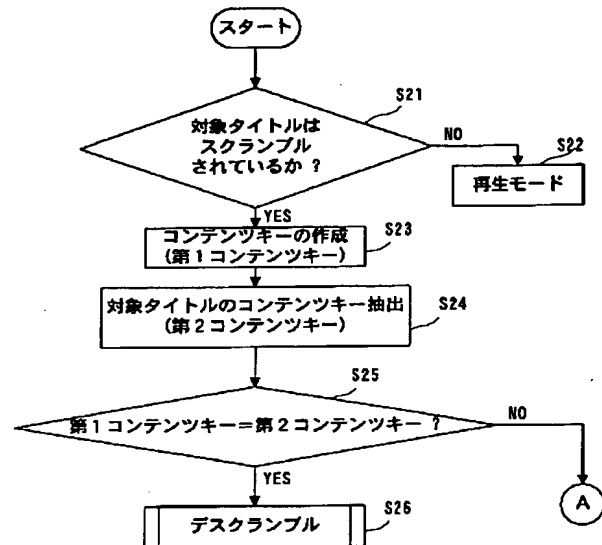 スタート
S21
対象タイトルは
スクランブル
されているか ?
NO
S22
再生モード
YES
S23
コンテンツキーの作成
(第1コンテンツキー)
対象タイトルのコンテンツキー抽出
(第2コンテンツキー)
S24
S25
第1コンテンツキー=第2コンテンツキー ?
NO
YES
A
デスクランブル
S26